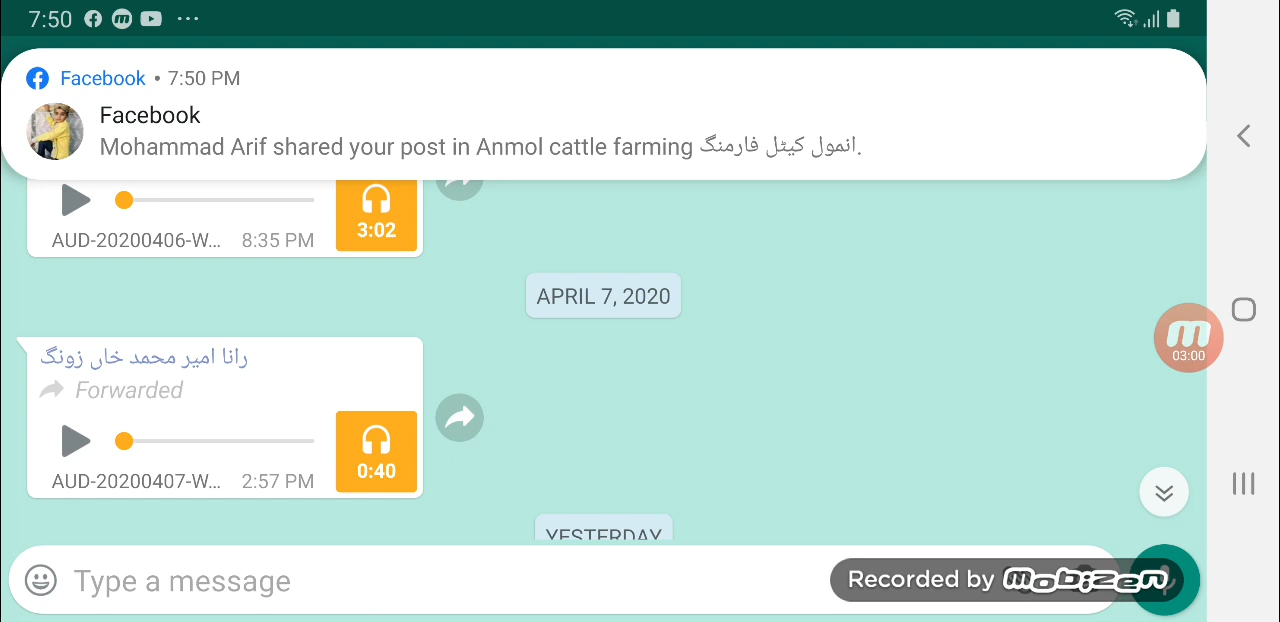 7:50
Facebook • 7:50 PM
Facebook
Mohammad Arif shared your post in Anmol cattle farming انمول کیٹل فارمنگ.
3:02
AUD-20200406-W... 8:35 PM
APRIL 7, 2020
03:00
رانا امیر محمد خاں زونگ
Forwarded
0:40
AUD-20200407-W... 2:57 PM
YESTERDAY
Type a message
Recorded by mobizen